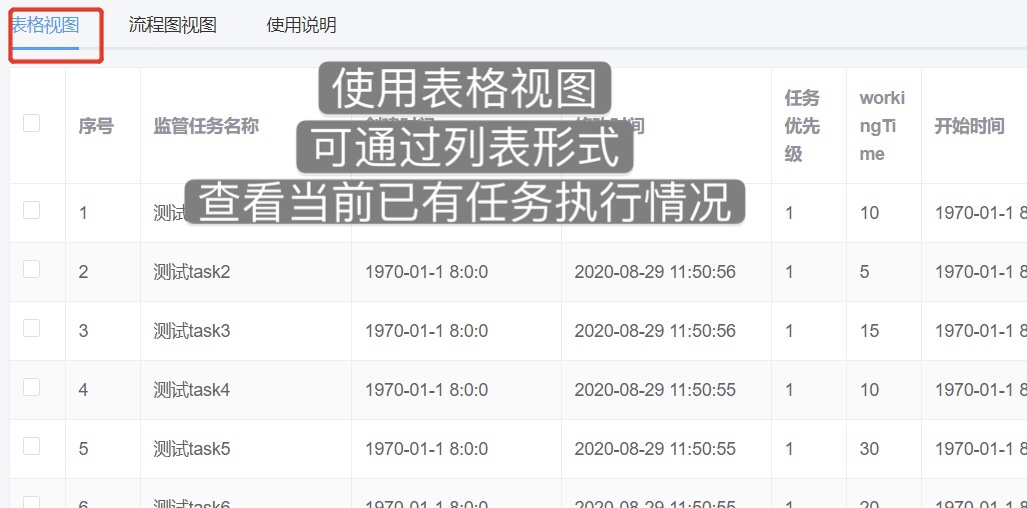 表格视图 流程图视图 使用说明
使用表格视图
可通过列表形式
查看当前已有任务执行情况
序号 监管任务名称 时间 任务优先级 workingTime 开始时间
1 测试 1 10 1970-01-1 8
2 测试task2 1970-01-1 8:0:0 2020-08-29 11:50:56 1 5 1970-01-1 8
3 测试task3 1970-01-1 8:0:0 2020-08-29 11:50:56 1 15 1970-01-1 8
4 测试task4 1970-01-1 8:0:0 2020-08-29 11:50:55 1 10 1970-01-1 8
5 测试task5 1970-01-1 8:0:0 2020-08-29 11:50:55 1 30 1970-01-1 8
6 测试task6 1970-01-1 8:0:0 2020-08-29 11:50:55 1 20 1970-01-1 8